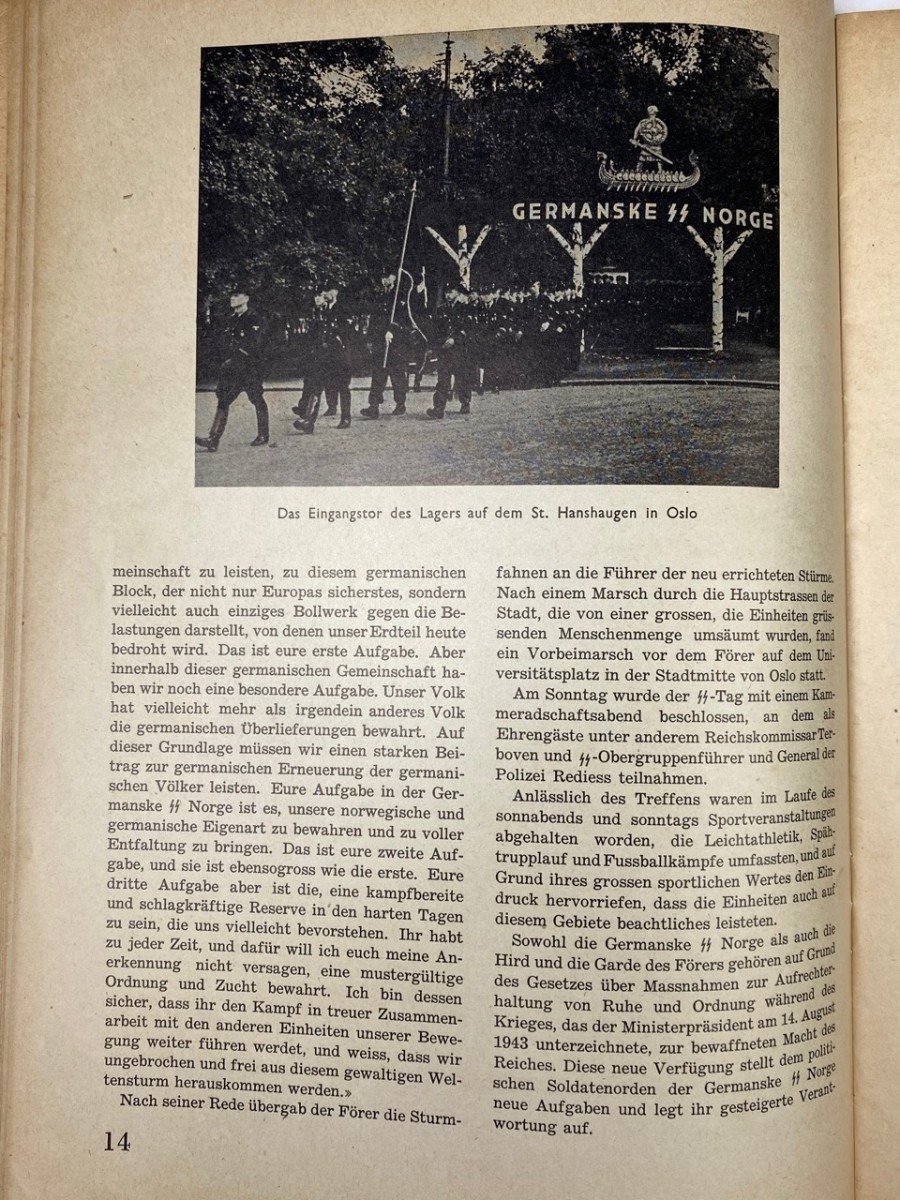 GERMANSKE ᛋᛋ NORGE
Das Eingangstor des Lagers auf dem St. Hanshaugen in Oslo
meinschaft zu leisten, zu diesem germanischen
Block, der nicht nur Europas sicherstes, sondern
vielleicht auch einziges Bollwerk gegen die Be-
lastungen darstellt, von denen unser Erdteil heute
bedroht wird. Das ist eure erste Aufgabe. Aber
innerhalb dieser germanischen Gemeinschaft ha-
ben wir noch eine besondere Aufgabe. Unser Volk
hat vielleicht mehr als irgendein anderes Volk
die germanischen Überlieferungen bewahrt. Auf
dieser Grundlage müssen wir einen starken Bei-
trag zur germanischen Erneuerung der germani-
schen Völker leisten. Eure Aufgabe in der Ger-
manske ᛋᛋ Norge ist es, unsere norwegische und
germanische Eigenart zu bewahren und zu voller
Entfaltung zu bringen. Das ist eure zweite Auf-
gabe, und sie ist ebensogross wie die erste. Eure
dritte Aufgabe aber ist die, eine kampfbereite
und schlagkräftige Reserve in den harten Tagen
zu sein, die uns vielleicht bevorstehen. Ihr habt
zu jeder Zeit, und dafür will ich euch meine An-
erkennung nicht versagen, eine mustergültige
Ordnung und Zucht bewahrt. Ich bin dessen
sicher, dass ihr den Kampf in treuer Zusammen-
arbeit mit den anderen Einheiten unserer Bewe-
gung weiter führen werdet, und weiss, dass wir
ungebrochen und frei aus diesem gewaltigen Wel-
tensturm herauskommen werden.»
Nach seiner Rede übergab der Förer die Sturm-
14
fahnen an die Führer der neu errichteten Stürme.
Nach einem Marsch durch die Hauptstrassen der
Stadt, die von einer grossen, die Einheiten grüs-
senden Menschenmenge umsäumt wurden, fand
ein Vorbeimarsch vor dem Förer auf dem Uni-
versitätsplatz in der Stadtmitte von Oslo statt.
Am Sonntag wurde der ᛋᛋ-Tag mit einem Kam-
meradschaftsabend beschlossen, an dem als
Ehrengäste unter anderem Reichskommissar Ter-
boven und ᛋᛋ-Obergruppenführer und General der
Polizei Rediess teilnahmen.
Anlässlich des Treffens waren im Laufe des
sonnabends und sonntags Sportveranstaltungen
abgehalten worden, die Leichtathletik, Späh-
trupplauf und Fussballkämpfe umfassten, und auf
Grund ihres grossen sportlichen Wertes den Ein-
druck hervorriefen, dass die Einheiten auch auf
diesem Gebiete beachtliches leisteten.
Sowohl die Germanske ᛋᛋ Norge als auch die
Hird und die Garde des Förers gehören auf Grund
des Gesetzes über Massnahmen zur Aufrechter-
haltung von Ruhe und Ordnung während des
Krieges, das der Ministerpräsident am 14. August
1943 unterzeichnete, zur bewaffneten Macht des
Reiches. Diese neue Verfügung stellt dem politi-
schen Soldatenorden der Germanske ᛋᛋ Norge
neue Aufgaben und legt ihr gesteigerte Verant-
wortung auf.